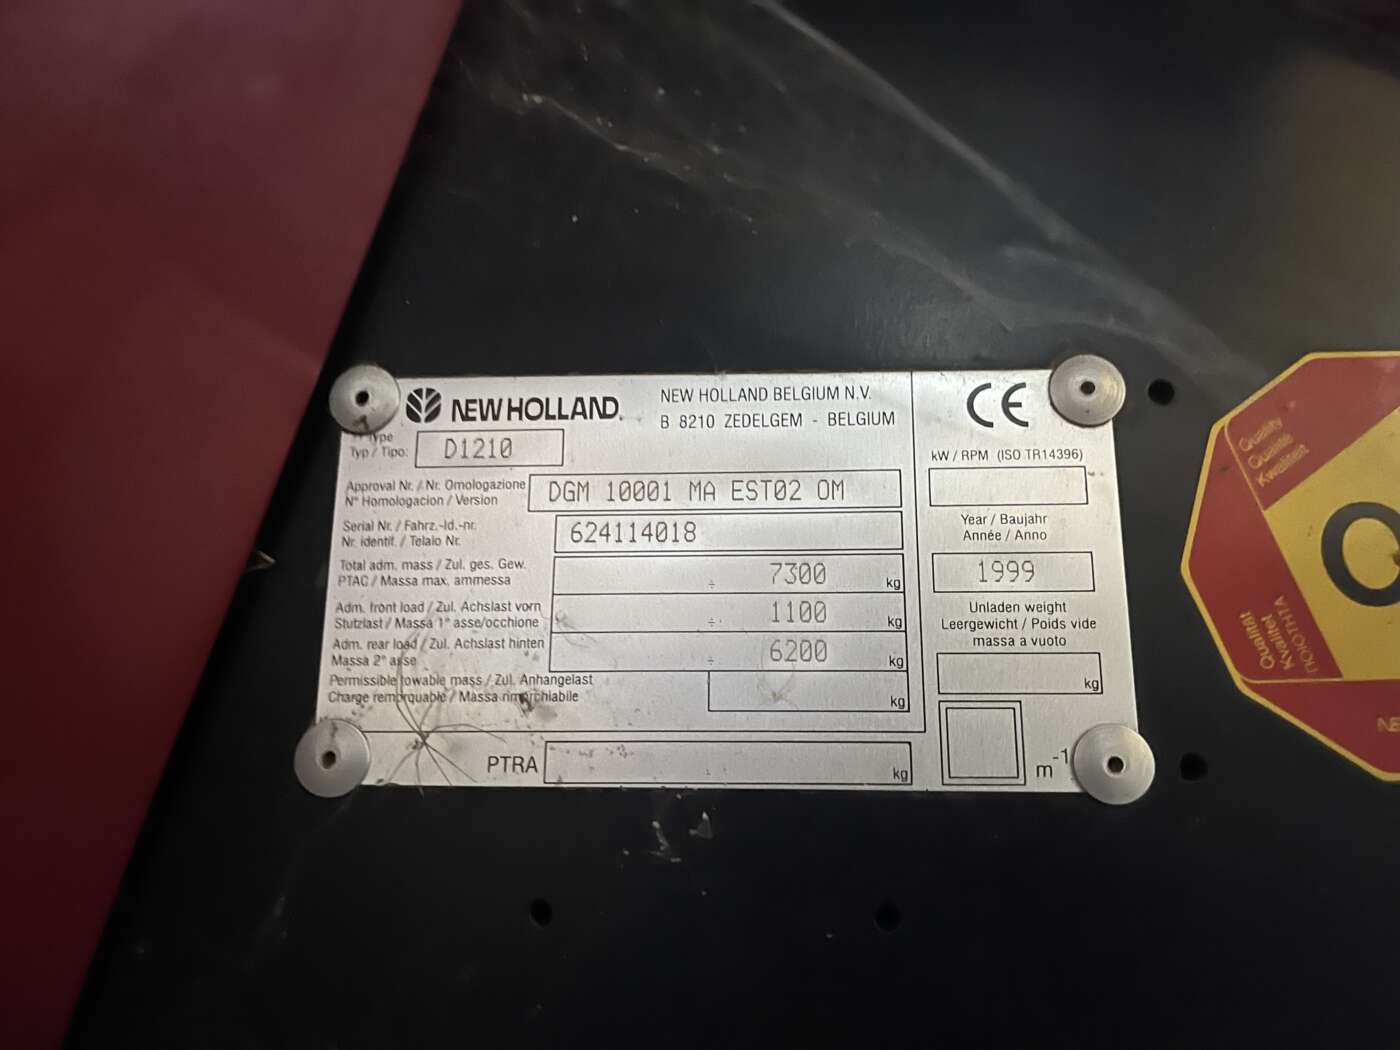 NEW HOLLAND
NEW HOLLAND BELGIUM N.V.
B 8210 ZEDELGEM - BELGIUM
Type
Typ / Tipo:
D1210
Approval Nr. / Nr. Omologazione
N° Homologacion / Version
DGM 10001 MA EST02 OM
Serial Nr. / Fahrz.-Id.-nr.
Nr. identif. / Telaio Nr.
624114018
Total adm. mass / Zul. ges. Gew.
PTAC / Massa max. ammessa
÷ 7300 kg
Adm. front load / Zul. Achslast vorn
Stutzlast / Massa 1° asse/occhione
÷ 1100 kg
Adm. rear load / Zul. Achslast hinten
Massa 2° asse
÷ 6200 kg
Permissible towable mass / Zul. Anhangelast
Charge remorquable / Massa rimorchiabile
kg
PTRA
kg
CE
kW / RPM (ISO TR14396)
Year / Baujahr
Année / Anno
1999
Unladen weight
Leergewicht / Poids vide
massa a vuoto
kg
m⁻¹
Quality
Qualité
Kwaliteit
Q
Qualität
Kvalitet
ΠΟΙΟΤΗΤΑ
NE